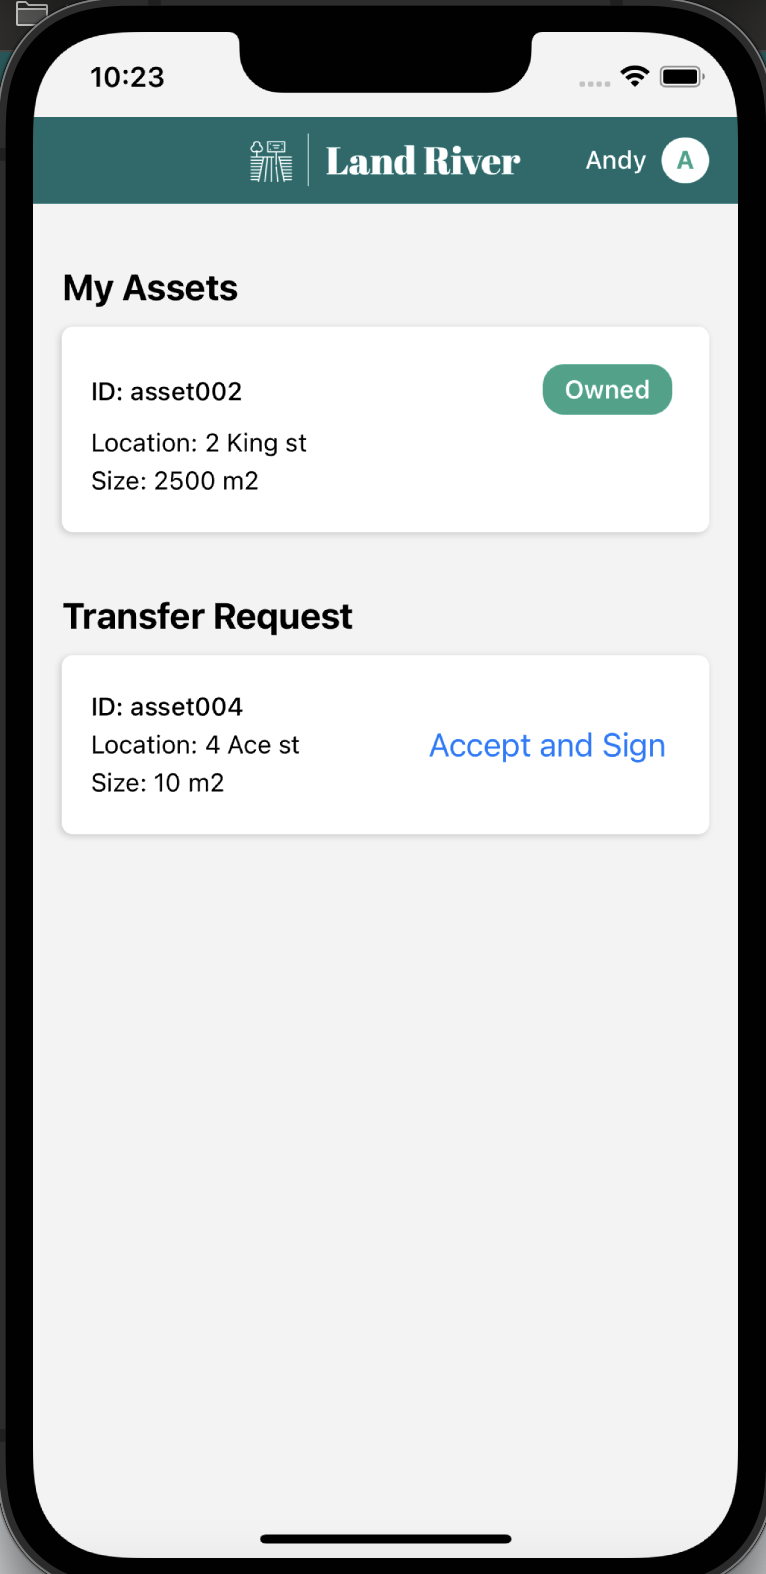 10:23
Land River
Andy A
My Assets
ID: asset002
Owned
Location: 2 King st
Size: 2500 m2
Transfer Request
ID: asset004
Location: 4 Ace st
Accept and Sign
Size: 10 m2